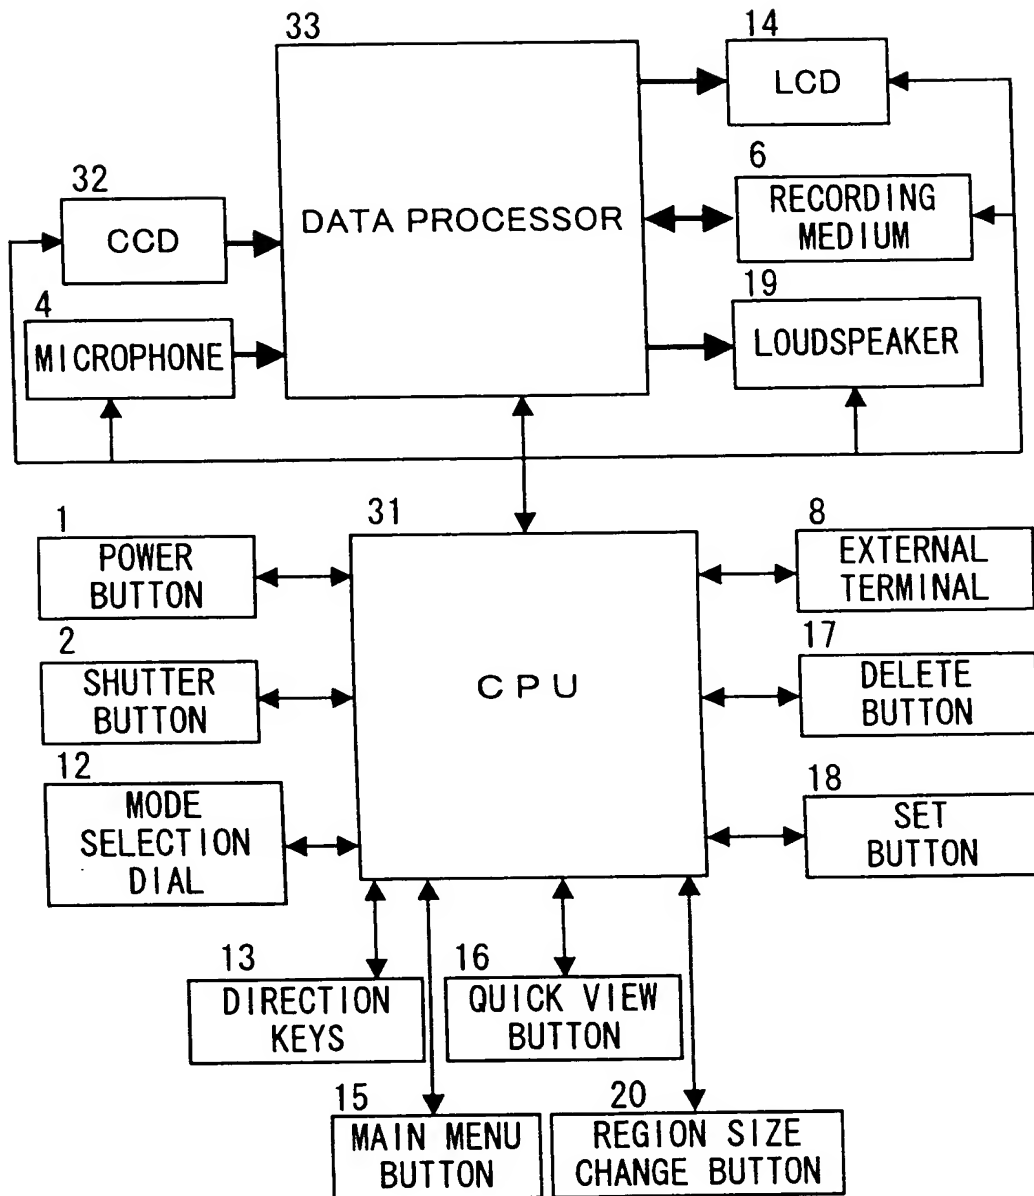 33
DATA PROCESSOR
14
LCD
32
CCD
6
RECORDING
MEDIUM
4
MICROPHONE
19
LOUDSPEAKER
31
CPU
1
POWER
BUTTON
8
EXTERNAL
TERMINAL
2
SHUTTER
BUTTON
17
DELETE
BUTTON
12
MODE
SELECTION
DIAL
18
SET
BUTTON
13
DIRECTION
KEYS
16
QUICK VIEW
BUTTON
15
MAIN MENU
BUTTON
20
REGION SIZE
CHANGE BUTTON